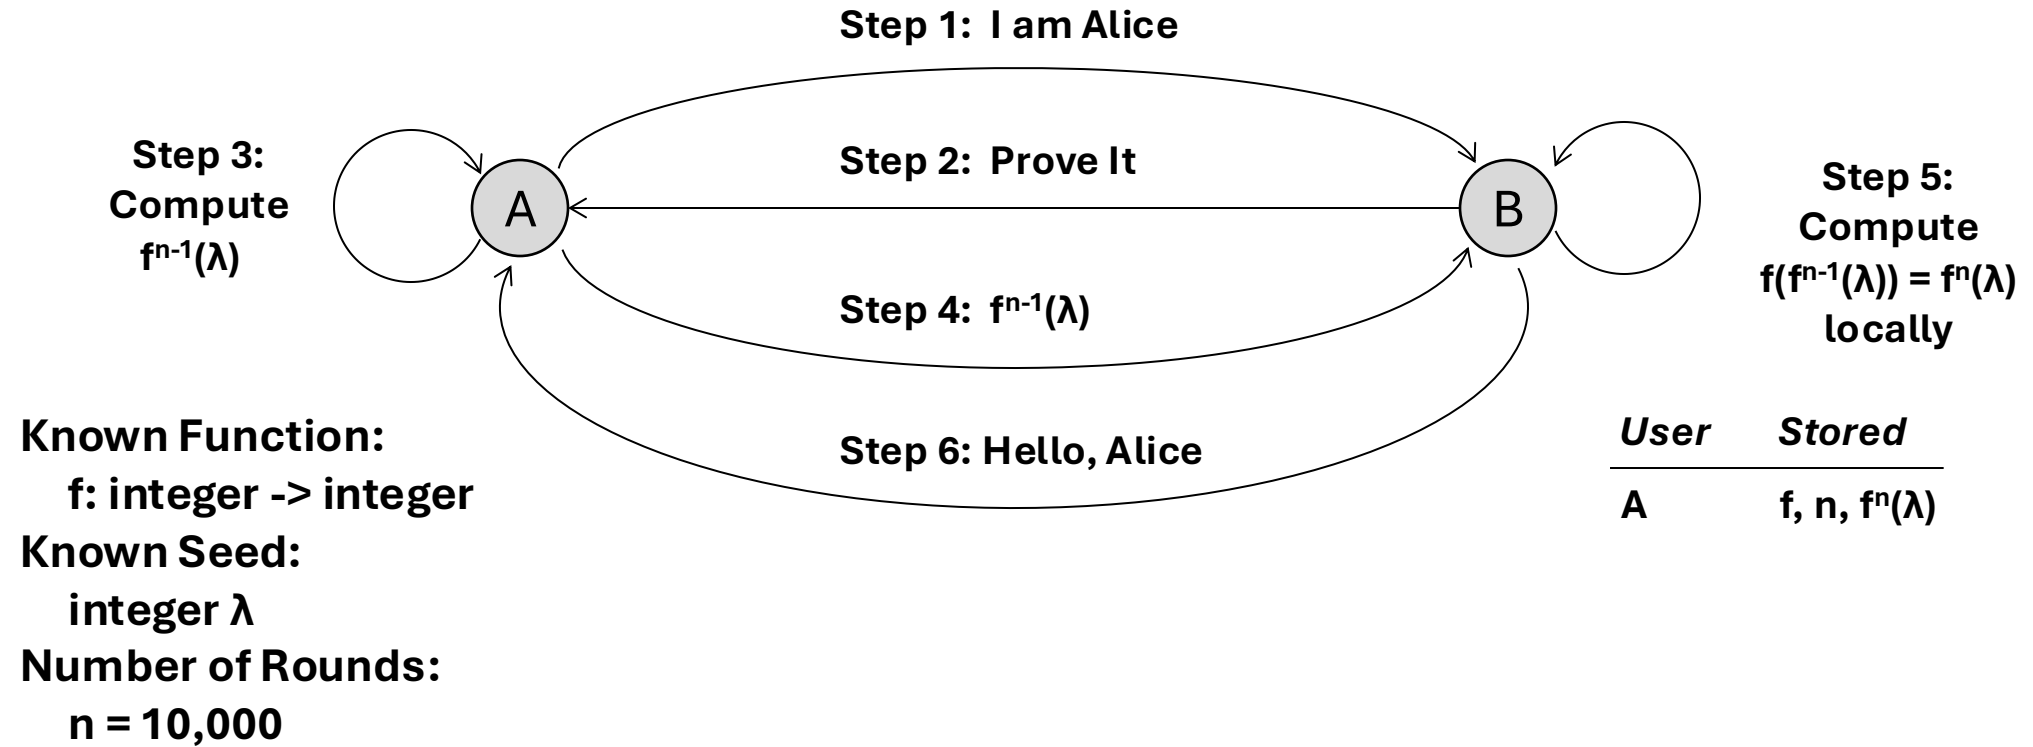 Step 1:  I am Alice
Step 2:  Prove It
Step 3:
Compute
fⁿ⁻¹(λ)
A
B
Step 5:
Compute
f(fⁿ⁻¹(λ)) = fⁿ(λ)
locally
Step 4:  fⁿ⁻¹(λ)
Step 6: Hello, Alice
Known Function:
f: integer -> integer
Known Seed:
integer λ
Number of Rounds:
n = 10,000
User Stored
A f, n, fⁿ(λ)